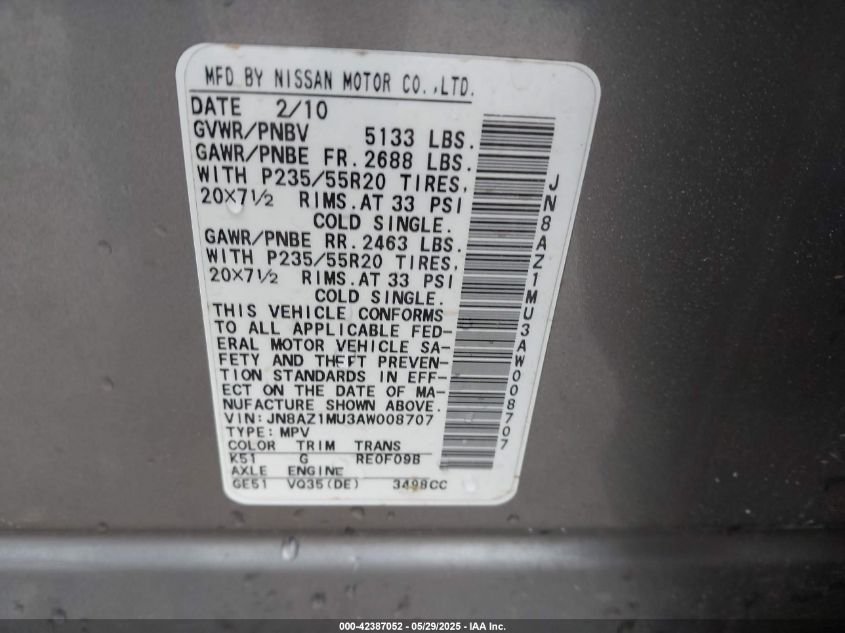 MFD BY NISSAN MOTOR CO.,LTD.
DATE 2/10
GVWR/PNBV 5133 LBS.
GAWR/PNBE FR.2688 LBS.
WITH P235/55R20 TIRES,
20X7½ RIMS.AT 33 PSI
COLD SINGLE.
GAWR/PNBE RR.2463 LBS.
WITH P235/55R20 TIRES,
20X7½ RIMS.AT 33 PSI
COLD SINGLE.
THIS VEHICLE CONFORMS
TO ALL APPLICABLE FED-
ERAL MOTOR VEHICLE SA-
FETY AND THEFT PREVEN-
TION STANDARDS IN EFF-
ECT ON THE DATE OF MA-
NUFACTURE SHOWN ABOVE.
VIN:JN8AZ1MU3AW008707
TYPE:MPV
COLOR TRIM TRANS
K51 G RE0F09B
AXLE ENGINE
GE51 VQ35(DE) 3498CC
JN8AZ1MU3AW008707
000-42387052 - 05/29/2025 - IAA Inc.